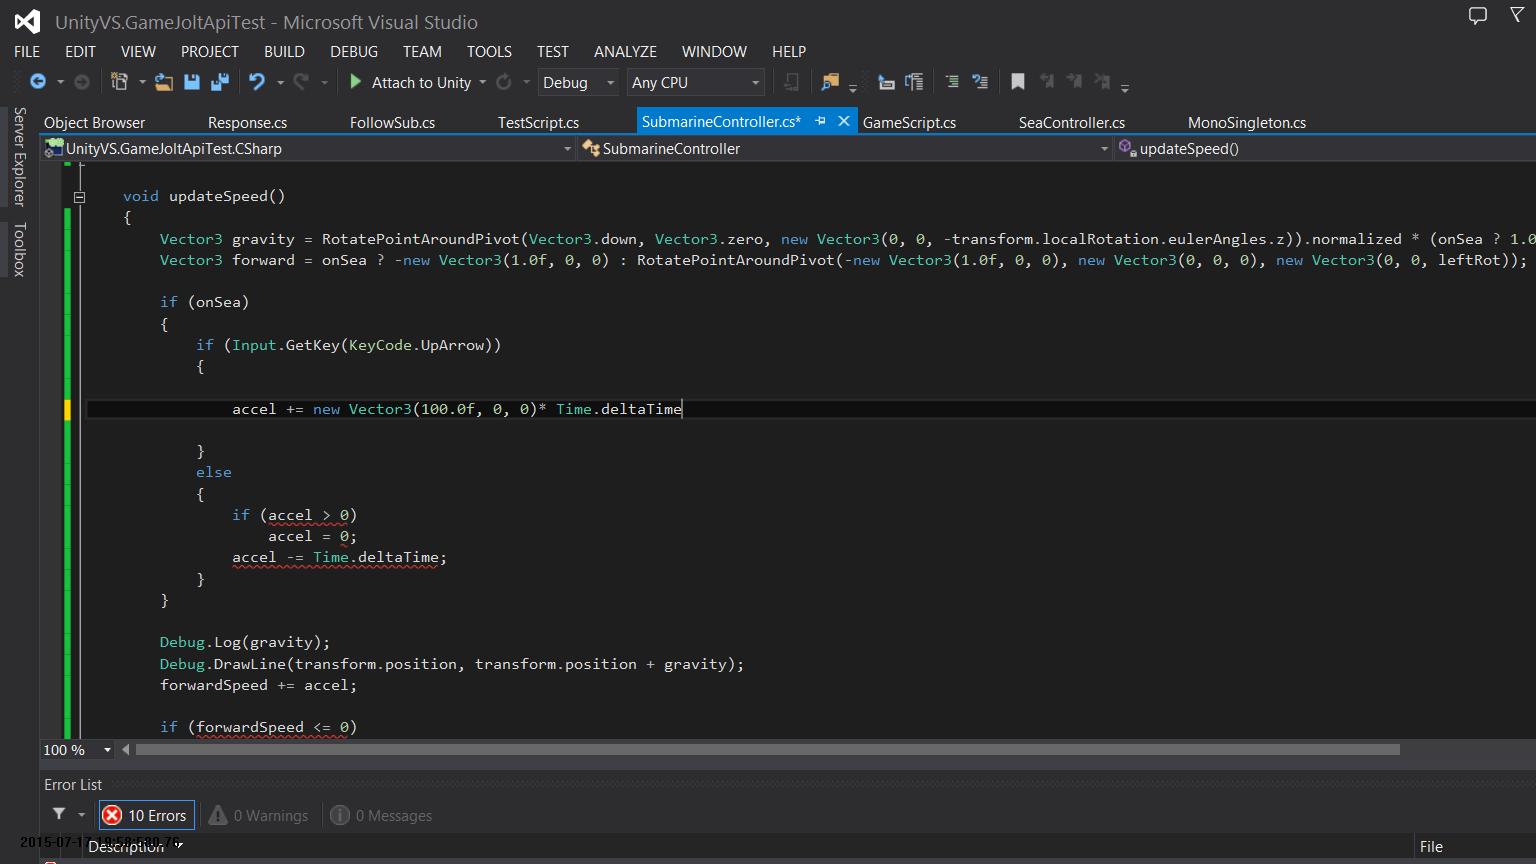 UnityVS.GameJoltApiTest - Microsoft Visual Studio
FILE EDIT VIEW PROJECT BUILD DEBUG TEAM TOOLS TEST ANALYZE WINDOW HELP
Attach to Unity Debug Any CPU
Server Explorer
Toolbox
Object Browser Response.cs FollowSub.cs TestScript.cs SubmarineController.cs* GameScript.cs SeaController.cs MonoSingleton.cs
UnityVS.GameJoltApiTest.CSharp SubmarineController updateSpeed()
void updateSpeed()
{
Vector3 gravity = RotatePointAroundPivot(Vector3.down, Vector3.zero, new Vector3(0, 0, -transform.localRotation.eulerAngles.z)).normalized * (onSea ? 1.0
Vector3 forward = onSea ? -new Vector3(1.0f, 0, 0) : RotatePointAroundPivot(-new Vector3(1.0f, 0, 0), new Vector3(0, 0, 0), new Vector3(0, 0, leftRot));
if (onSea)
{
if (Input.GetKey(KeyCode.UpArrow))
{
accel += new Vector3(100.0f, 0, 0)* Time.deltaTime
}
else
{
if (accel > 0)
accel = 0;
accel -= Time.deltaTime;
}
}
Debug.Log(gravity);
Debug.DrawLine(transform.position, transform.position + gravity);
forwardSpeed += accel;
if (forwardSpeed <= 0)
100 %
Error List
10 Errors 0 Warnings 0 Messages
Description File